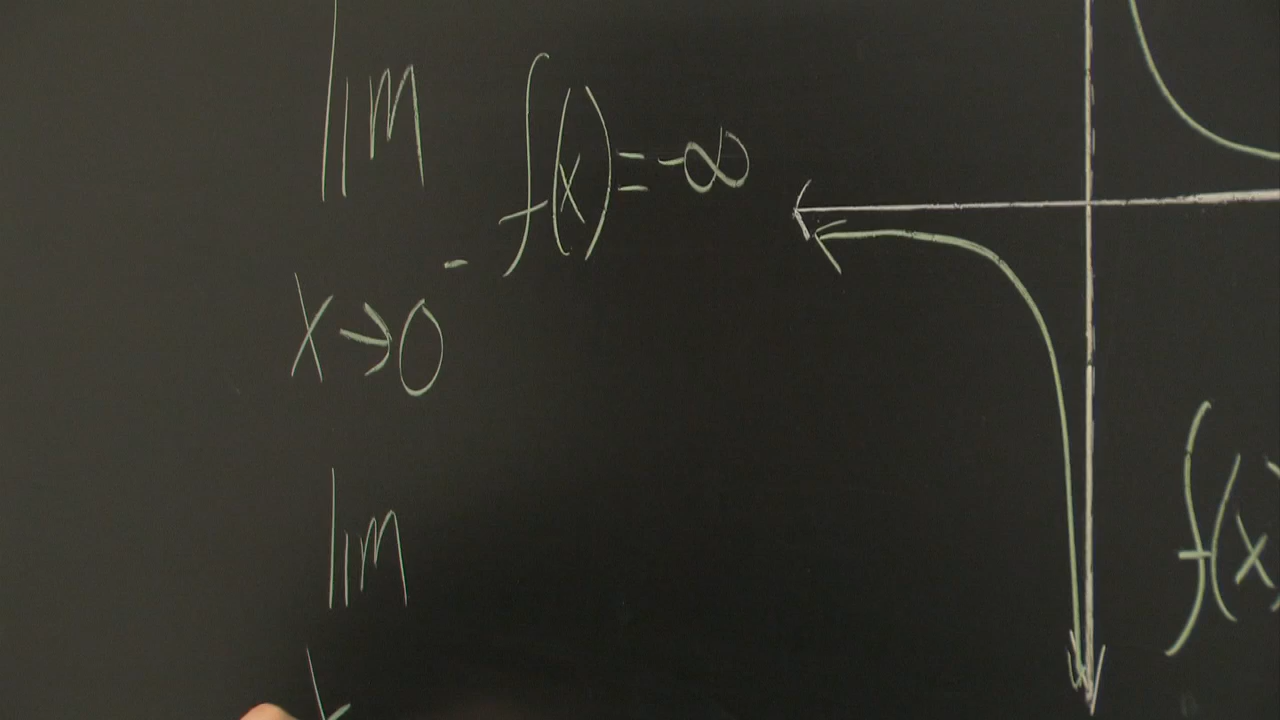 lim f(x) = -∞
x→0⁻
lim
x
f(x)